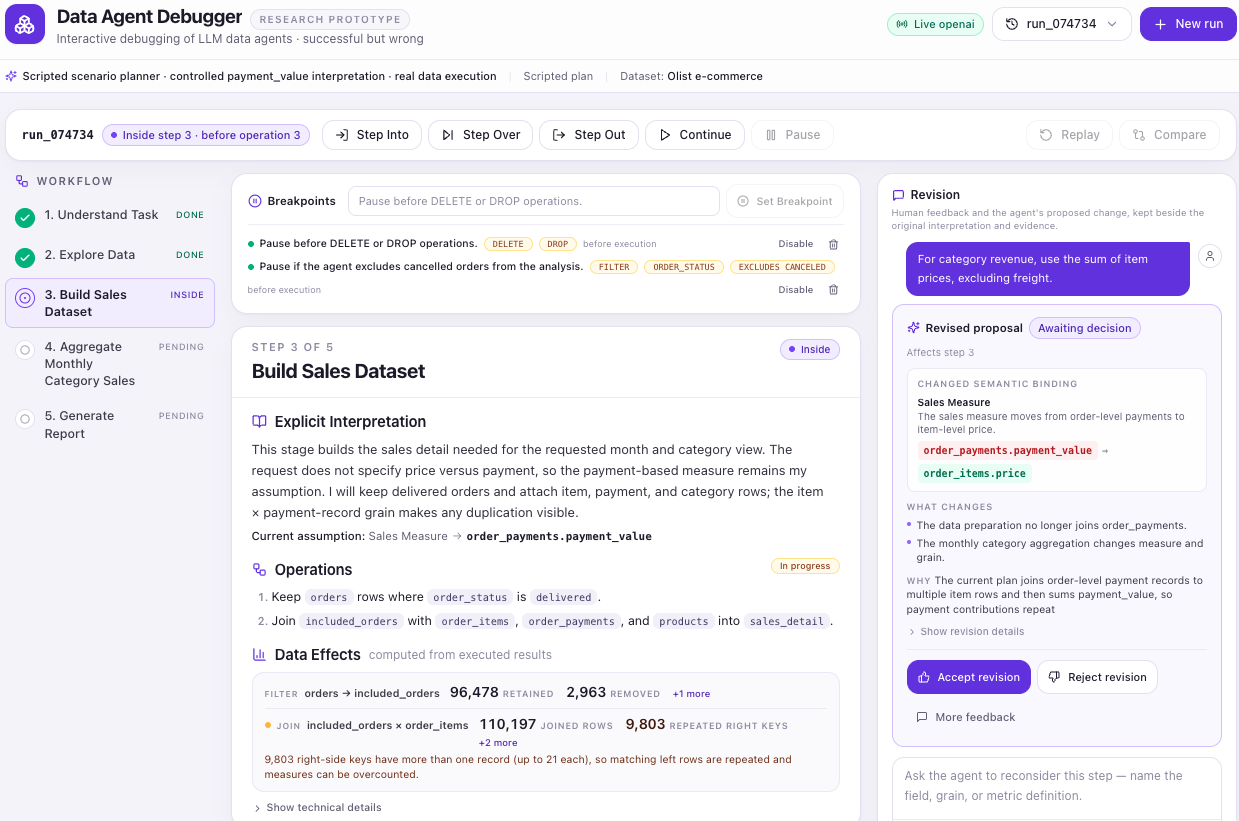 Data Agent Debugger RESEARCH PROTOTYPE
Interactive debugging of LLM data agents · successful but wrong
Live openai
run_074734
New run
Scripted scenario planner · controlled payment_value interpretation · real data execution
Scripted plan
Dataset: Olist e-commerce
run_074734
Inside step 3 · before operation 3
Step Into
Step Over
Step Out
Continue
Pause
Replay
Compare
WORKFLOW
1. Understand Task DONE
2. Explore Data DONE
3. Build Sales INSIDE
Dataset
4. Aggregate PENDING
Monthly
Category Sales
5. Generate PENDING
Report
Breakpoints
Pause before DELETE or DROP operations.
Set Breakpoint
Pause before DELETE or DROP operations. DELETE DROP before execution Disable
Pause if the agent excludes cancelled orders from the analysis. FILTER ORDER_STATUS EXCLUDES CANCELED
before execution Disable
STEP 3 OF 5
Inside
Build Sales Dataset
Explicit Interpretation
This stage builds the sales detail needed for the requested month and category view. The
request does not specify price versus payment, so the payment-based measure remains my
assumption. I will keep delivered orders and attach item, payment, and category rows; the item
× payment-record grain makes any duplication visible.
Current assumption: Sales Measure → order_payments.payment_value
Operations
In progress
1. Keep orders rows where order_status is delivered.
2. Join included_orders with order_items, order_payments, and products into sales_detail.
Data Effects computed from executed results
FILTER orders → included_orders 96,478 RETAINED 2,963 REMOVED +1 more
JOIN included_orders × order_items 110,197 JOINED ROWS 9,803 REPEATED RIGHT KEYS
+2 more
9,803 right-side keys have more than one record (up to 21 each), so matching left rows are repeated and
measures can be overcounted.
Show technical details
Revision
Human feedback and the agent's proposed change, kept beside the
original interpretation and evidence.
For category revenue, use the sum of item
prices, excluding freight.
Revised proposal Awaiting decision
Affects step 3
CHANGED SEMANTIC BINDING
Sales Measure
The sales measure moves from order-level payments to
item-level price.
order_payments.payment_value →
order_items.price
WHAT CHANGES
• The data preparation no longer joins order_payments.
• The monthly category aggregation changes measure and
grain.
WHY The current plan joins order-level payment records to
multiple item rows and then sums payment_value, so
payment contributions repeat
Show revision details
Accept revision
Reject revision
More feedback
Ask the agent to reconsider this step — name the
field, grain, or metric definition.